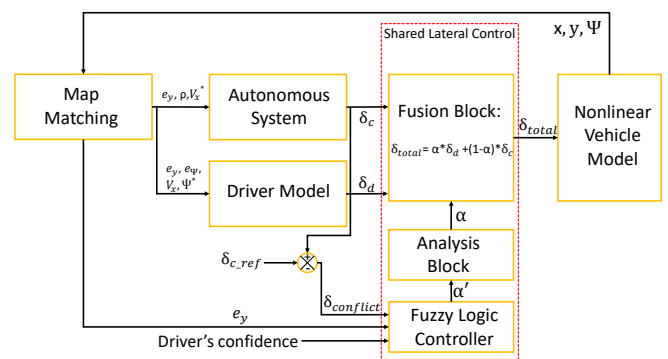 x, y, Ψ
Shared Lateral Control
Map
Matching
e_y, ρ,V_x^*
Autonomous
System
δ_c
Fusion Block:
δ_total= α*δ_d +(1-α)*δ_c
δ_total
Nonlinear
Vehicle
Model
e_y, e_Ψ,
V_x, Ψ^*
Driver Model
δ_d
α
δ_c_ref
+
-
Analysis
Block
α′
δ_conflict
e_y
Fuzzy Logic
Controller
Driver’s confidence